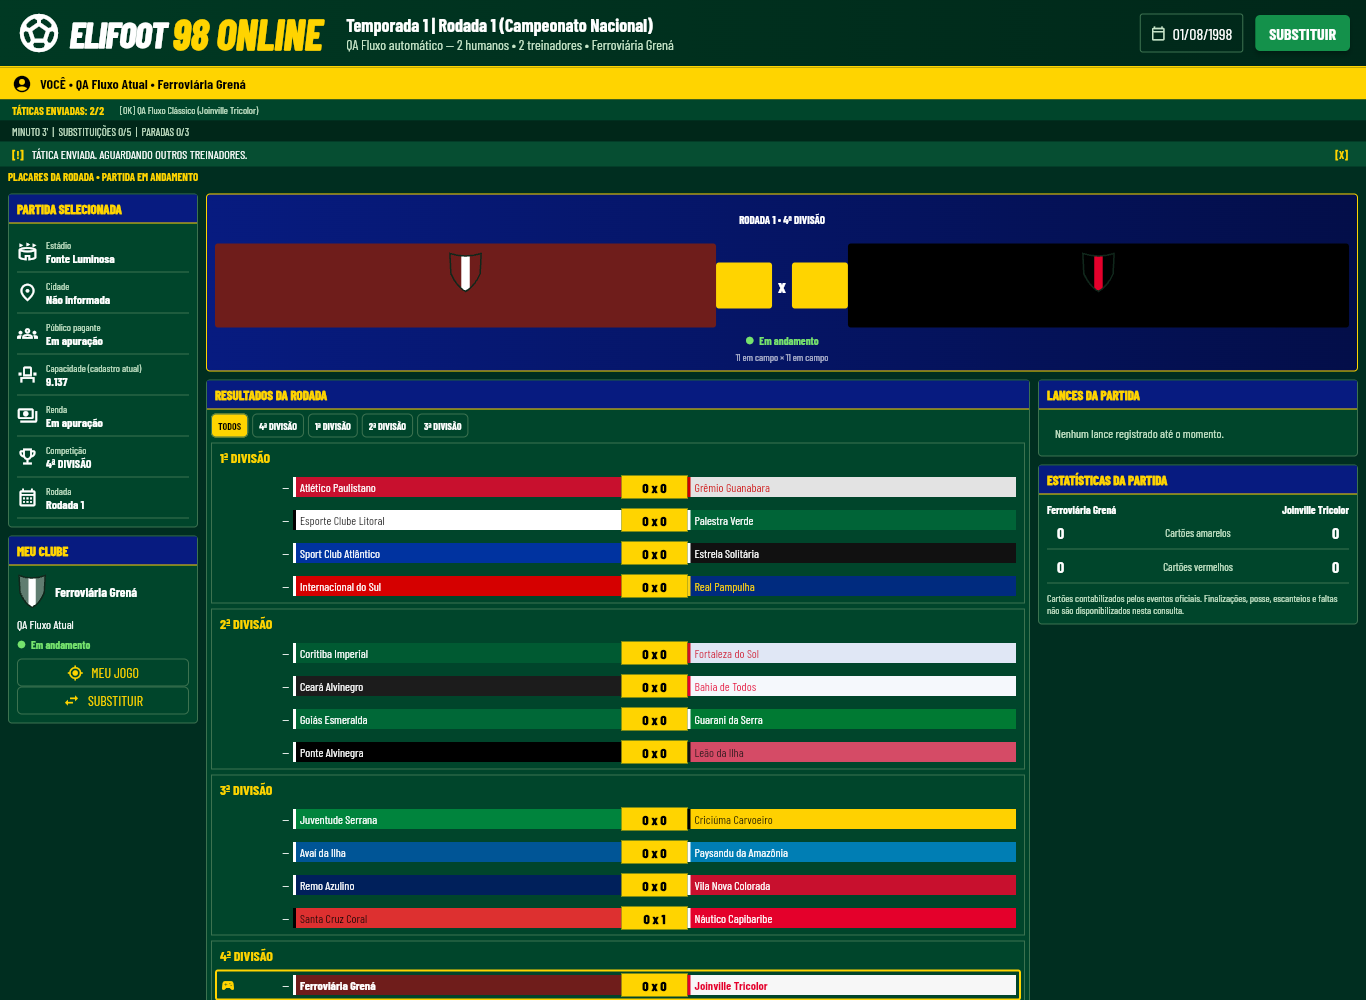 ELIFOOT 98 ONLINE
Temporada 1 | Rodada 1 (Campeonato Nacional)
QA Fluxo automático — 2 humanos • 2 treinadores • Ferroviária Grená
01/08/1998
SUBSTITUIR
VOCÊ • QA Fluxo Atual • Ferroviária Grená
TÁTICAS ENVIADAS: 2/2 [OK] QA Fluxo Clássico (Joinville Tricolor)
MINUTO 3' | SUBSTITUIÇÕES 0/5 | PARADAS 0/3
[!] TÁTICA ENVIADA. AGUARDANDO OUTROS TREINADORES. [X]
PLACARES DA RODADA • PARTIDA EM ANDAMENTO
PARTIDA SELECIONADA
Estádio
Fonte Luminosa
Cidade
Não informada
Público pagante
Em apuração
Capacidade (cadastro atual)
9.137
Renda
Em apuração
Competição
4ª DIVISÃO
Rodada
Rodada 1
MEU CLUBE
Ferroviária Grená
QA Fluxo Atual
Em andamento
MEU JOGO
SUBSTITUIR
RODADA 1 • 4ª DIVISÃO
X
Em andamento
11 em campo × 11 em campo
RESULTADOS DA RODADA
TODOS 4ª DIVISÃO 1ª DIVISÃO 2ª DIVISÃO 3ª DIVISÃO
1ª DIVISÃO
– Atlético Paulistano 0 x 0 Grêmio Guanabara
– Esporte Clube Litoral 0 x 0 Palestra Verde
– Sport Club Atlântico 0 x 0 Estrela Solitária
– Internacional do Sul 0 x 0 Real Pampulha
2ª DIVISÃO
– Coritiba Imperial 0 x 0 Fortaleza do Sol
– Ceará Alvinegro 0 x 0 Bahia de Todos
– Goiás Esmeralda 0 x 0 Guarani da Serra
– Ponte Alvinegra 0 x 0 Leão da Ilha
3ª DIVISÃO
– Juventude Serrana 0 x 0 Criciúma Carvoeiro
– Avaí da Ilha 0 x 0 Paysandu da Amazônia
– Remo Azulino 0 x 0 Vila Nova Colorada
– Santa Cruz Coral 0 x 1 Náutico Capibaribe
4ª DIVISÃO
– Ferroviária Grená 0 x 0 Joinville Tricolor
LANCES DA PARTIDA
Nenhum lance registrado até o momento.
ESTATÍSTICAS DA PARTIDA
Ferroviária Grená Joinville Tricolor
0 Cartões amarelos 0
0 Cartões vermelhos 0
Cartões contabilizados pelos eventos oficiais. Finalizações, posse, escanteios e faltas
não são disponibilizados nesta consulta.